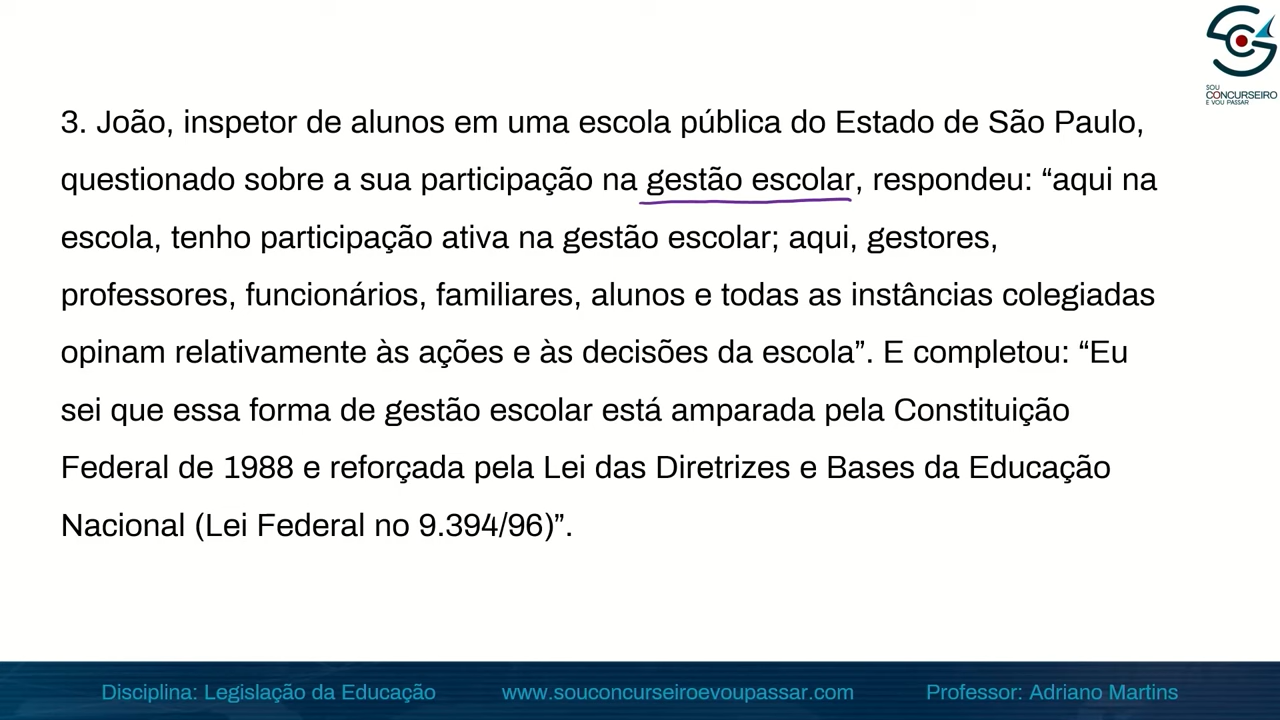 SOU
CONCURSEIRO
E VOU PASSAR
3. João, inspetor de alunos em uma escola pública do Estado de São Paulo,
questionado sobre a sua participação na gestão escolar, respondeu: “aqui na
escola, tenho participação ativa na gestão escolar; aqui, gestores,
professores, funcionários, familiares, alunos e todas as instâncias colegiadas
opinam relativamente às ações e às decisões da escola”. E completou: “Eu
sei que essa forma de gestão escolar está amparada pela Constituição
Federal de 1988 e reforçada pela Lei das Diretrizes e Bases da Educação
Nacional (Lei Federal no 9.394/96)”.
Disciplina: Legislação da Educação www.souconcurseiroevoupassar.com Professor: Adriano Martins